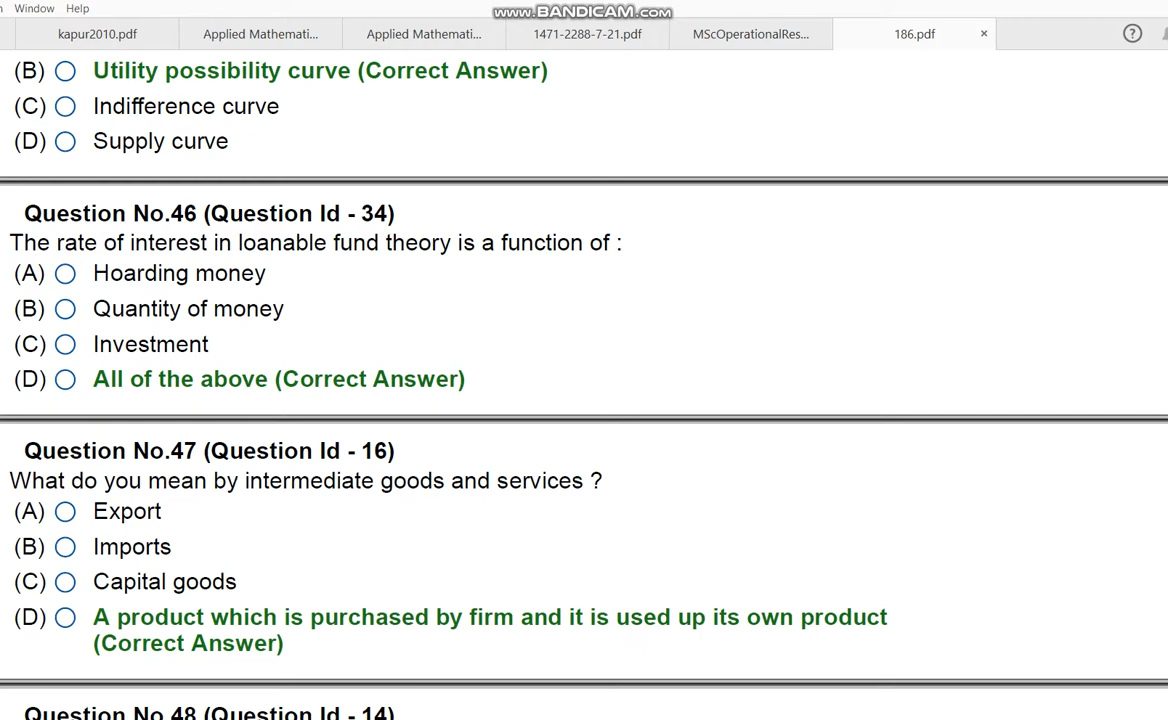 Window Help
www.BANDICAM.com
kapur2010.pdf Applied Mathemati... Applied Mathemati... 1471-2288-7-21.pdf MScOperationalRes... 186.pdf × ?
(B) Utility possibility curve (Correct Answer)
(C) Indifference curve
(D) Supply curve
Question No.46 (Question Id - 34)
The rate of interest in loanable fund theory is a function of :
(A) Hoarding money
(B) Quantity of money
(C) Investment
(D) All of the above (Correct Answer)
Question No.47 (Question Id - 16)
What do you mean by intermediate goods and services ?
(A) Export
(B) Imports
(C) Capital goods
(D) A product which is purchased by firm and it is used up its own product
(Correct Answer)
Question No.48 (Question Id - 14)